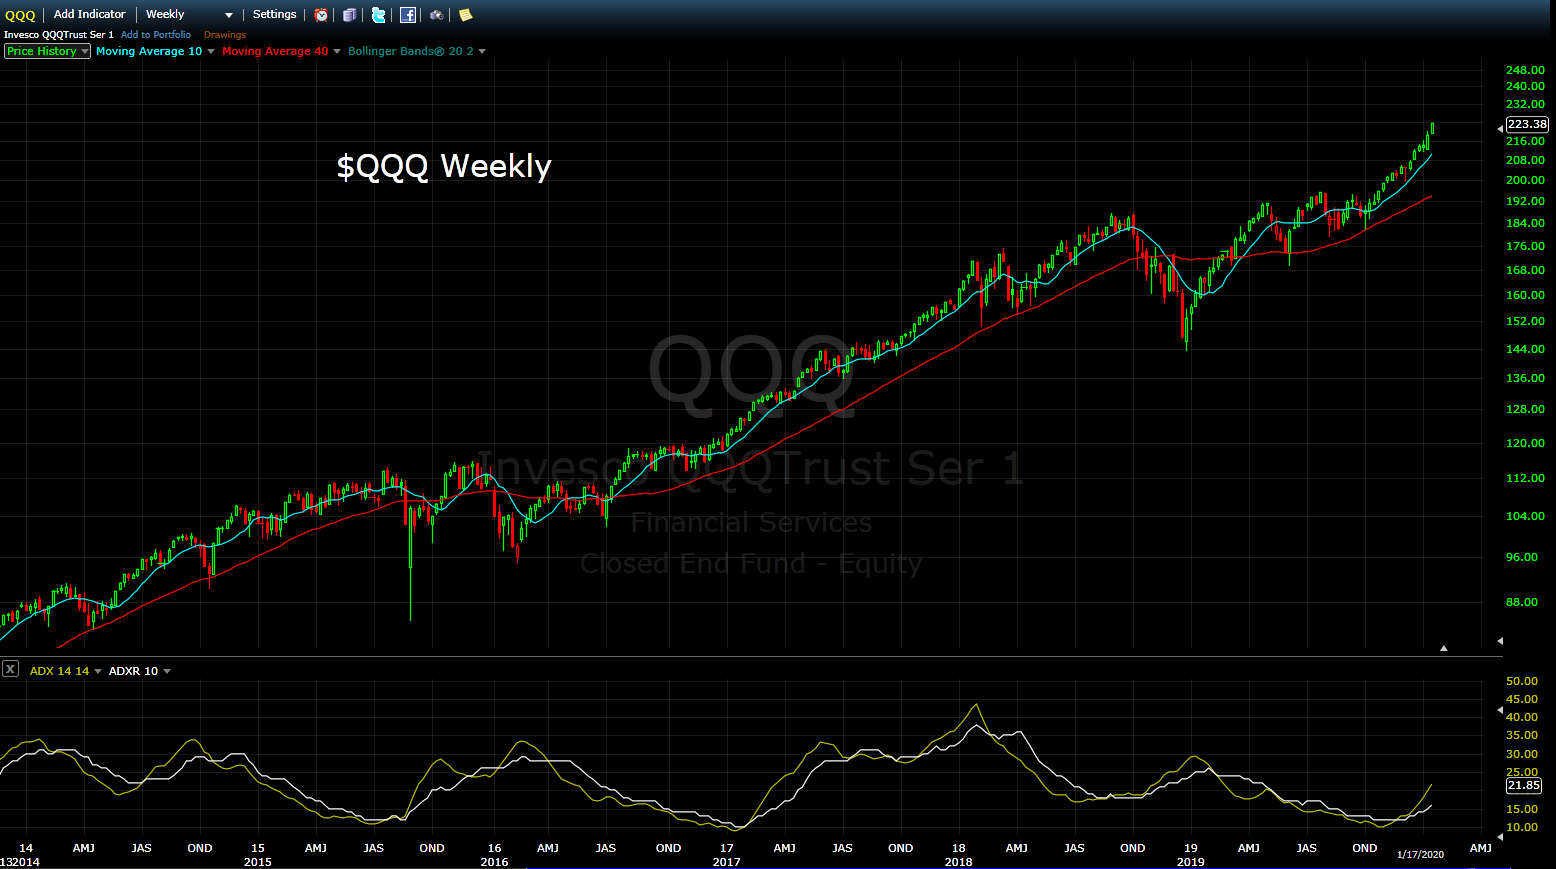 QQQ Add Indicator Weekly Settings
Invesco QQQTrust Ser 1 Add to Portfolio Drawings
Price History Moving Average 10 Moving Average 40 Bollinger Bands® 20 2
$QQQ Weekly
QQQ
Invesco QQQTrust Ser 1
Financial Services
Closed End Fund - Equity
248.00
240.00
232.00
223.38
216.00
208.00
200.00
192.00
184.00
176.00
168.00
160.00
152.00
144.00
136.00
128.00
120.00
112.00
104.00
96.00
88.00
X ADX 14 14 ADXR 10
50.00
45.00
40.00
35.00
30.00
25.00
21.85
15.00
10.00
14 AMJ JAS OND 15 AMJ JAS OND 16 AMJ JAS OND 17 AMJ JAS OND 18 AMJ JAS OND 19 AMJ JAS OND AMJ
132014 2015 2016 2017 2018 2019 1/17/2020